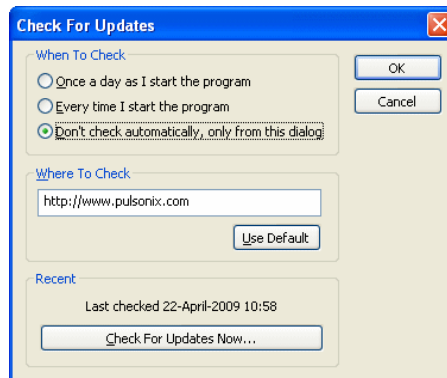 Check For Updates
When To Check
Once a day as I start the program
Every time I start the program
Don't check automatically, only from this dialog
OK
Cancel
Where To Check
http://www.pulsonix.com
Use Default
Recent
Last checked 22-April-2009 10:58
Check For Updates Now...